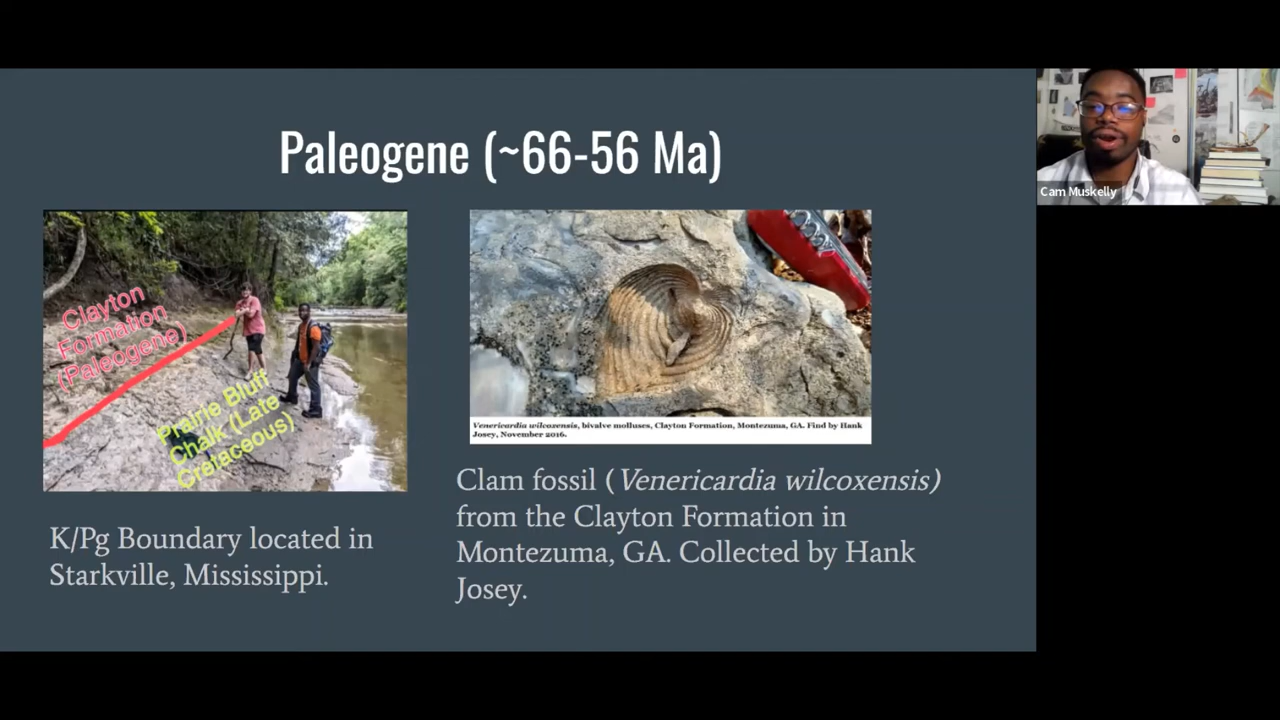 Paleogene (~66-56 Ma)
Cam Muskelly
Clayton
Formation
(Paleogene)
Prairie Bluff
Chalk (Late
Cretaceous)
Venericardia wilcoxensis, bivalve molluses, Clayton Formation, Montezuma, GA. Find by Hank
Josey, November 2016.
K/Pg Boundary located in
Starkville, Mississippi.
Clam fossil (Venericardia wilcoxensis)
from the Clayton Formation in
Montezuma, GA. Collected by Hank
Josey.